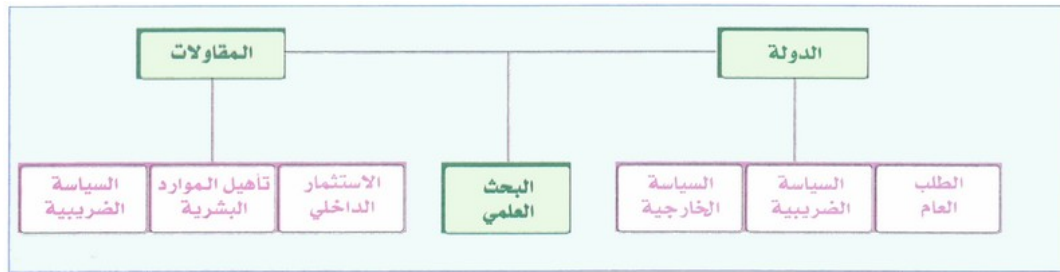 الدولة
المقاولات
الطلب
العام
السياسة
الضريبية
السياسة
الخارجية
البحث
العلمي
الاستثمار
الداخلي
تأهيل الموارد
البشرية
السياسة
الضريبية